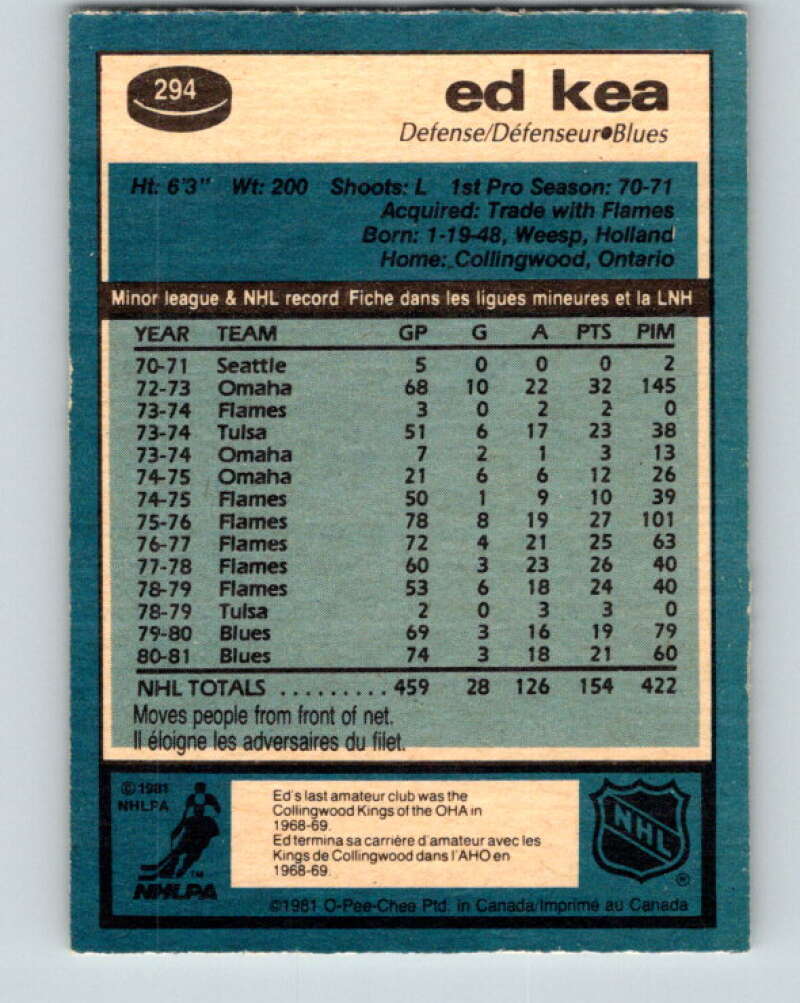 294
ed kea
Defense/Défenseur•Blues
Ht: 6'3" Wt: 200 Shoots: L 1st Pro Season: 70-71
Acquired: Trade with Flames
Born: 1-19-48, Weesp, Holland
Home: Collingwood, Ontario
Minor league & NHL record Fiche dans les ligues mineures et la LNH
YEAR TEAM GP G A PTS PIM
70-71 Seattle 5 0 0 0 2
72-73 Omaha 68 10 22 32 145
73-74 Flames 3 0 2 2 0
73-74 Tulsa 51 6 17 23 38
73-74 Omaha 7 2 1 3 13
74-75 Omaha 21 6 6 12 26
74-75 Flames 50 1 9 10 39
75-76 Flames 78 8 19 27 101
76-77 Flames 72 4 21 25 63
77-78 Flames 60 3 23 26 40
78-79 Flames 53 6 18 24 40
78-79 Tulsa 2 0 3 3 0
79-80 Blues 69 3 16 19 79
80-81 Blues 74 3 18 21 60
NHL TOTALS ......... 459 28 126 154 422
Moves people from front of net.
Il éloigne les adversaires du filet.
©1981
NHLPA
TM
NHLPA
Ed's last amateur club was the
Collingwood Kings of the OHA in
1968-69.
Ed termina sa carrière d'amateur avec les
Kings de Collingwood dans l'AHO en
1968-69.
NHL
®
©1981 O-Pee-Chee Ptd. in Canada/Imprimé au Canada